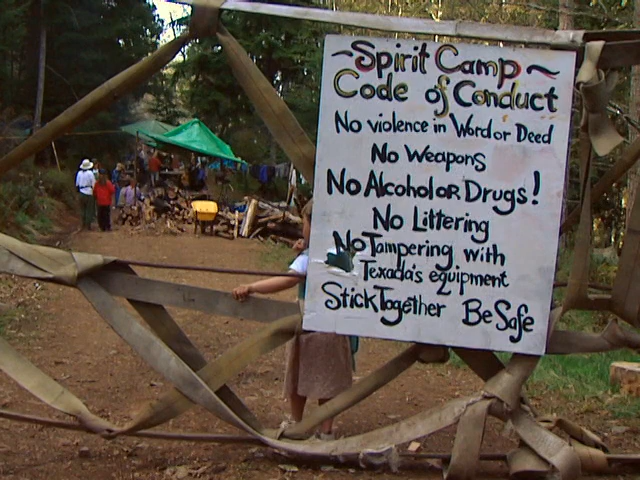 ~Spirit Camp~
Code of Conduct
No violence in Word or Deed
No Weapons
No Alcohol or Drugs!
No Littering
No Tampering with
Texada's equipment
Stick Together Be Safe